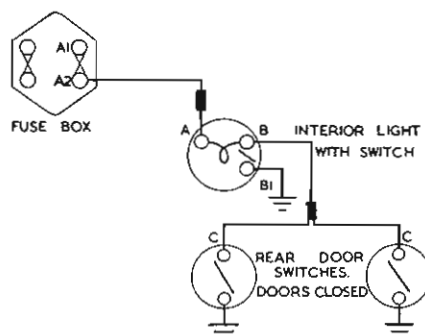 A1
A2
FUSE BOX
A
B
INTERIOR LIGHT
WITH SWITCH
B1
C
C
REAR DOOR
SWITCHES.
DOORS CLOSED